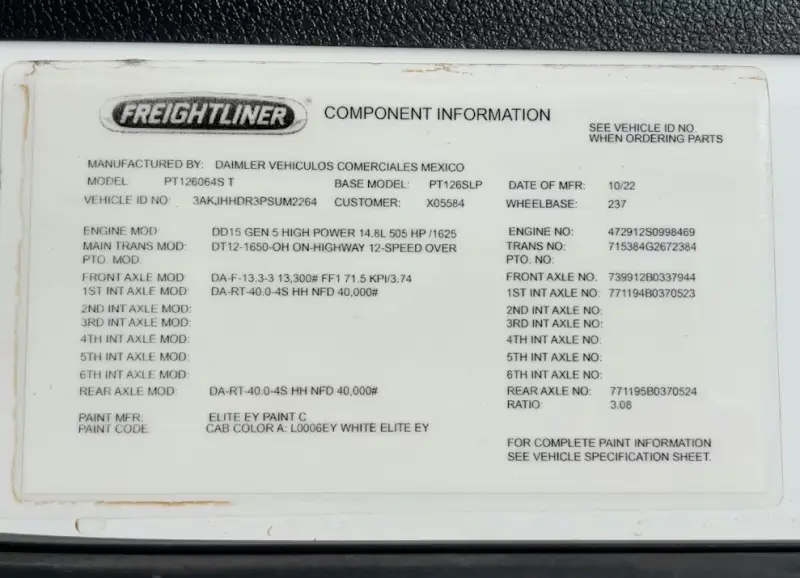 FREIGHTLINER® COMPONENT INFORMATION
SEE VEHICLE ID NO.
WHEN ORDERING PARTS
MANUFACTURED BY: DAIMLER VEHICULOS COMERCIALES MEXICO
MODEL PT126064S T BASE MODEL: PT126SLP DATE OF MFR: 10/22
VEHICLE ID NO: 3AKJHHDR3PSUM2264 CUSTOMER: X05584 WHEELBASE: 237
ENGINE MOD DD15 GEN 5 HIGH POWER 14.8L 505 HP /1625 ENGINE NO: 472912S0998469
MAIN TRANS MOD: DT12-1650-OH ON-HIGHWAY 12-SPEED OVER TRANS NO: 715384G2672384
PTO. MOD: PTO. NO:
FRONT AXLE MOD: DA-F-13.3-3 13,300# FF1 71.5 KPI/3.74 FRONT AXLE NO. 739912B0337944
1ST INT AXLE MOD: DA-RT-40.0-4S HH NFD 40,000# 1ST INT AXLE NO: 771194B0370523
2ND INT AXLE MOD: 2ND INT AXLE NO:
3RD INT AXLE MOD: 3RD INT AXLE NO:
4TH INT AXLE MOD: 4TH INT AXLE NO:
5TH INT AXLE MOD: 5TH INT AXLE NO:
6TH INT AXLE MOD: 6TH INT AXLE NO:
REAR AXLE MOD: DA-RT-40.0-4S HH NFD 40,000# REAR AXLE NO: 771195B0370524
RATIO: 3.08
PAINT MFR: ELITE EY PAINT C
PAINT CODE: CAB COLOR A: L0006EY WHITE ELITE EY
FOR COMPLETE PAINT INFORMATION
SEE VEHICLE SPECIFICATION SHEET.